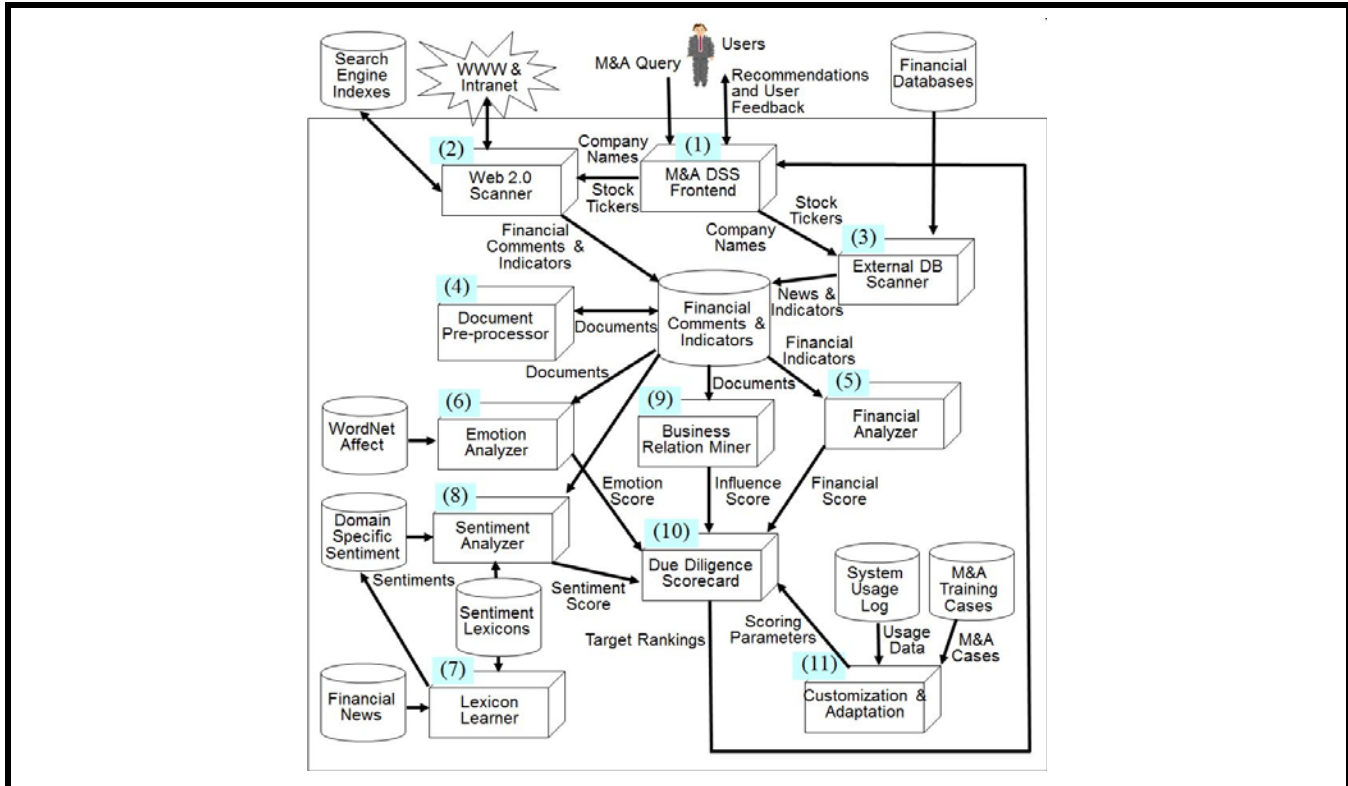 Search
Engine
Indexes
WWW &
Intranet
M&A Query
Users
Recommendations
and User
Feedback
Financial
Databases
(2)
Web 2.0
Scanner
Company
Names
Stock
Tickers
(1)
M&A DSS
Frontend
Stock
Tickers
Company
Names
(3)
External DB
Scanner
Financial
Comments &
Indicators
News &
Indicators
(4)
Document
Pre-processor
Documents
Financial
Comments &
Indicators
Financial
Indicators
Documents
Documents
(5)
Financial
Analyzer
(6)
Emotion
Analyzer
WordNet
Affect
(9)
Business
Relation Miner
Emotion
Score
Influence
Score
Financial
Score
(8)
Sentiment
Analyzer
Domain
Specific
Sentiment
Sentiments
Sentiment
Lexicons
Sentiment
Score
(10)
Due Diligence
Scorecard
System
Usage
Log
M&A
Training
Cases
Target Rankings
Scoring
Parameters
Usage
Data
M&A
Cases
(7)
Lexicon
Learner
Financial
News
(11)
Customization &
Adaptation